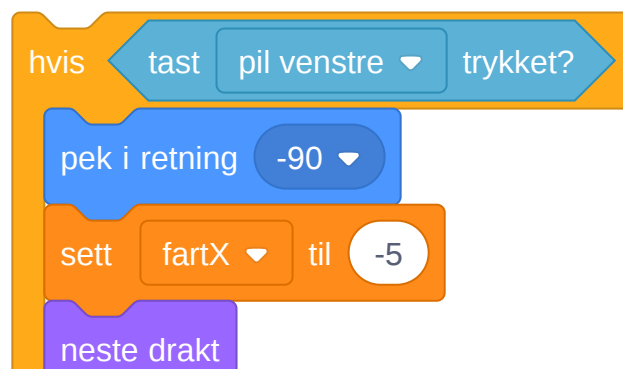 hvis tast pil venstre trykket?
pek i retning -90
sett fartX til -5
neste drakt